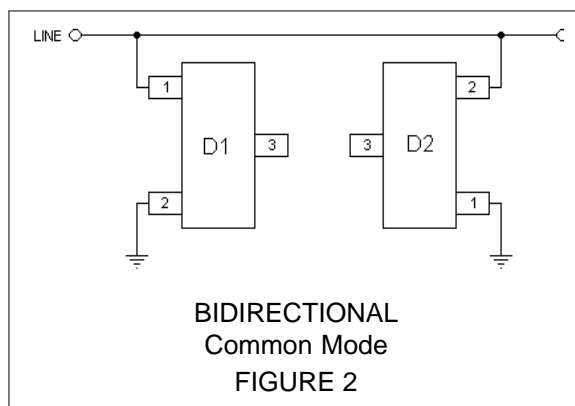 LINE
1
2
D1
3
3
D2
2
1
BIDIRECTIONAL
Common Mode
FIGURE 2